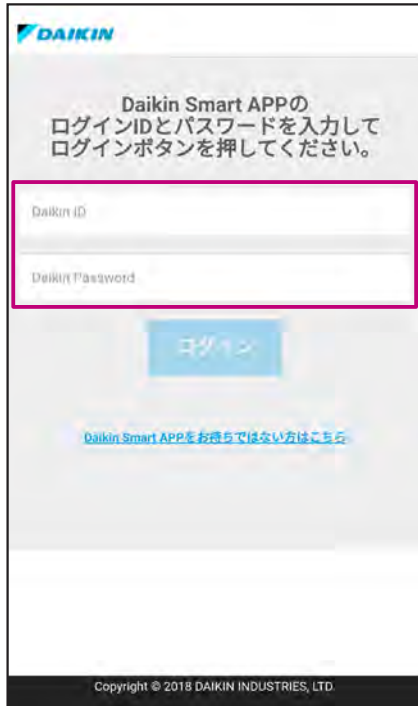 DAIKIN
Daikin Smart APPの
ログインIDとパスワードを入力して
ログインボタンを押してください。
Daikin ID
Daikin Password
ログイン
Daikin Smart APPをお持ちではない方はこちら
Copyright © 2018 DAIKIN INDUSTRIES, LTD.